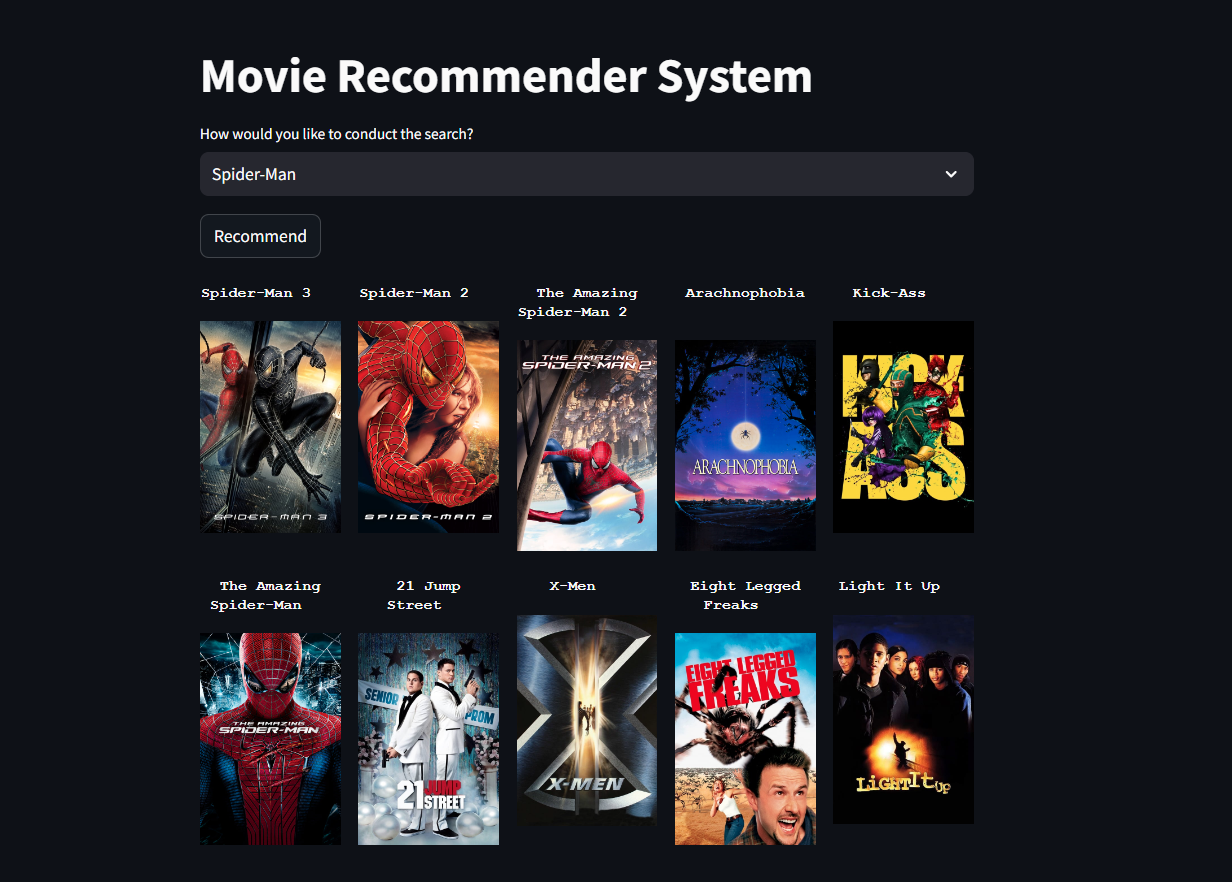 Movie Recommender System
How would you like to conduct the search?
Spider-Man
Recommend
Spider-Man 3
Spider-Man 2
The Amazing
Spider-Man 2
Arachnophobia
Kick-Ass
SPIDER-MAN 3
SPIDER-MAN 2
THE AMAZING
SPIDER-MAN 2
ARACHNOPHOBIA
KICK
ASS
The Amazing
Spider-Man
21 Jump
Street
X-Men
Eight Legged
Freaks
Light It Up
THE AMAZING
SPIDER-MAN
SENIOR
PROM
21 JUMP
STREET
X-MEN
EIGHT LEGGED
FREAKS
LIGHT IT UP